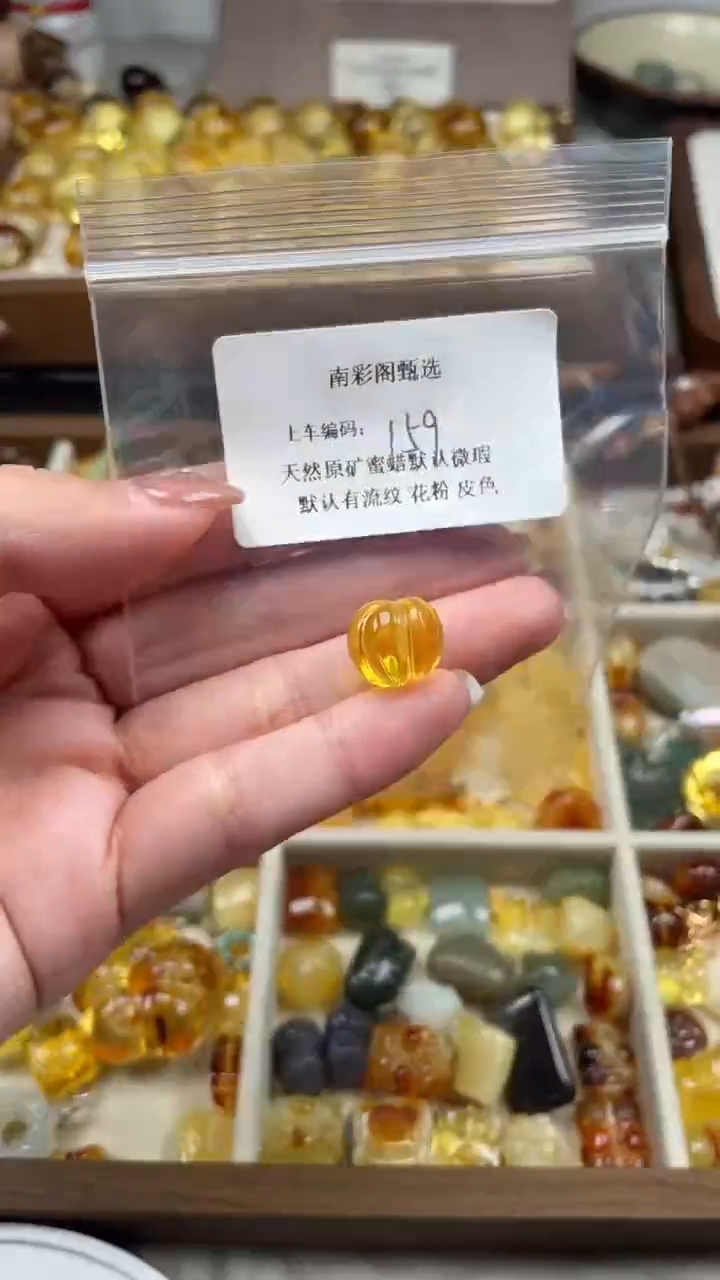 南彩阁甄选
上车编码： 159
天然原矿蜜蜡默认微瑕
默认有流纹 花粉 皮色